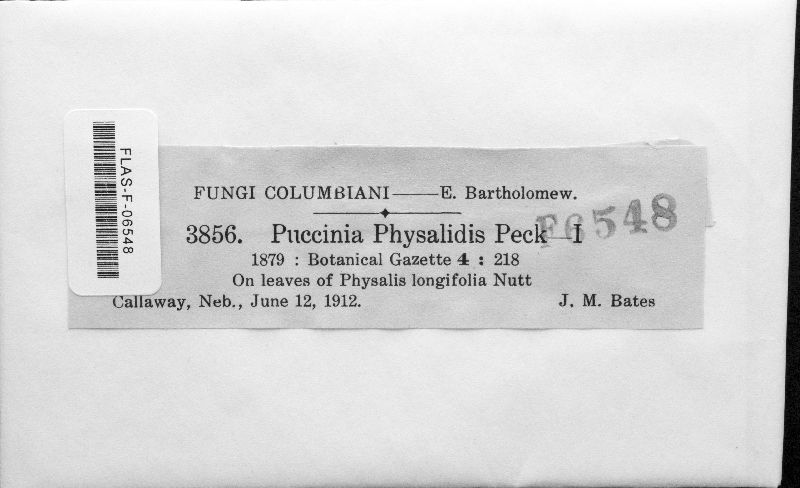 FLAS-F-06548
FUNGI COLUMBIANI——E. Bartholomew.
3856. Puccinia Physalidis Peck—I
F6548
1879 : Botanical Gazette 4 : 218
On leaves of Physalis longifolia Nutt
Callaway, Neb., June 12, 1912. J. M. Bates